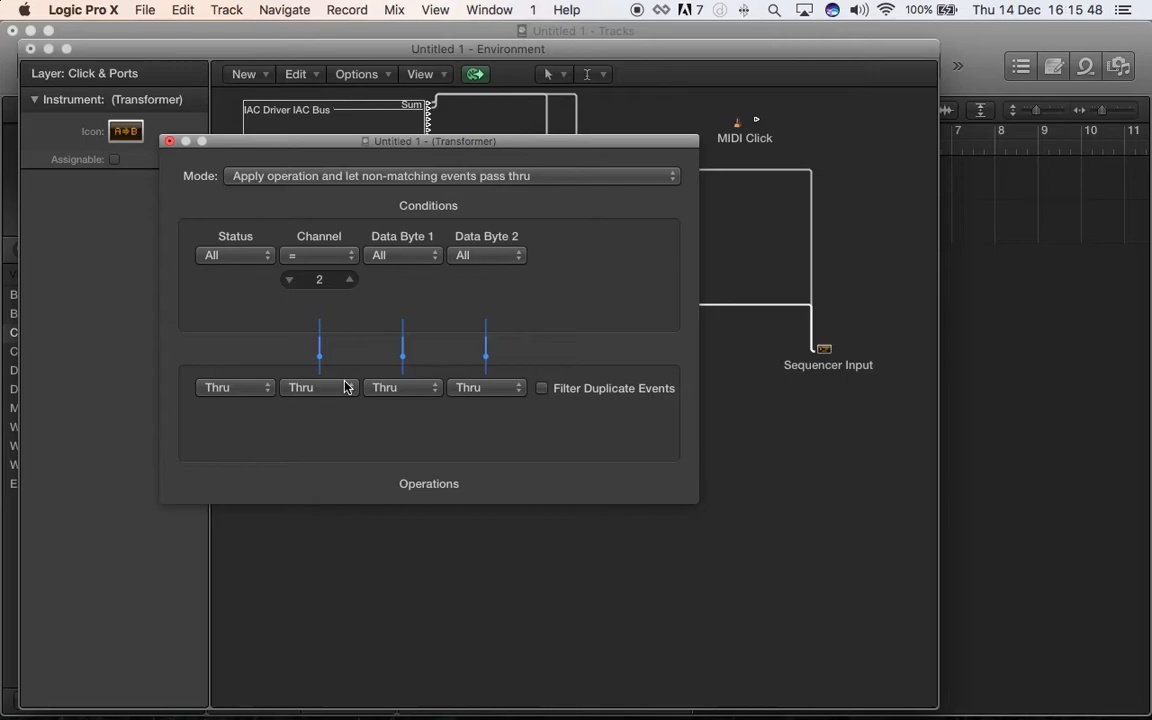 Logic Pro X File Edit Track Navigate Record Mix View Window 1 Help 7 100% Thu 14 Dec 16 15 48
Untitled 1 - Tracks
Untitled 1 - Environment
Layer: Click & Ports
New Edit Options View
Instrument: (Transformer)
Icon: A⇒B
Assignable:
IAC Driver IAC Bus Sum
MIDI Click
7 8 9 10 11
Untitled 1 - (Transformer)
Mode: Apply operation and let non-matching events pass thru
Conditions
Status Channel Data Byte 1 Data Byte 2
All = All All
2
Thru Thru Thru Thru Filter Duplicate Events
Operations
Sequencer Input
B
B
C
C
D
D
M
W
W
W
E